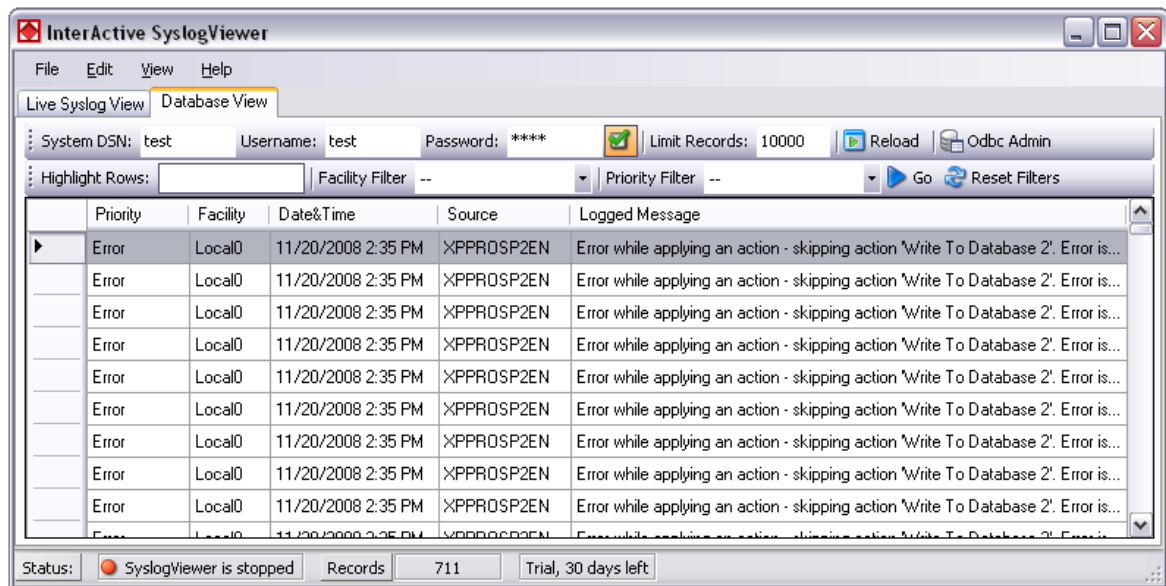 InterActive SyslogViewer
File Edit View Help
Live Syslog View Database View
System DSN: test Username: test Password: **** Limit Records: 10000 Reload Odbc Admin
Highlight Rows: Facility Filter -- Priority Filter -- Go Reset Filters
Priority Facility Date&Time Source Logged Message
Error Local0 11/20/2008 2:35 PM XPPROSP2EN Error while applying an action - skipping action 'Write To Database 2'. Error is...
Error Local0 11/20/2008 2:35 PM XPPROSP2EN Error while applying an action - skipping action 'Write To Database 2'. Error is...
Error Local0 11/20/2008 2:35 PM XPPROSP2EN Error while applying an action - skipping action 'Write To Database 2'. Error is...
Error Local0 11/20/2008 2:35 PM XPPROSP2EN Error while applying an action - skipping action 'Write To Database 2'. Error is...
Error Local0 11/20/2008 2:35 PM XPPROSP2EN Error while applying an action - skipping action 'Write To Database 2'. Error is...
Error Local0 11/20/2008 2:35 PM XPPROSP2EN Error while applying an action - skipping action 'Write To Database 2'. Error is...
Error Local0 11/20/2008 2:35 PM XPPROSP2EN Error while applying an action - skipping action 'Write To Database 2'. Error is...
Error Local0 11/20/2008 2:35 PM XPPROSP2EN Error while applying an action - skipping action 'Write To Database 2'. Error is...
Error Local0 11/20/2008 2:35 PM XPPROSP2EN Error while applying an action - skipping action 'Write To Database 2'. Error is...
Status: SyslogViewer is stopped Records 711 Trial, 30 days left